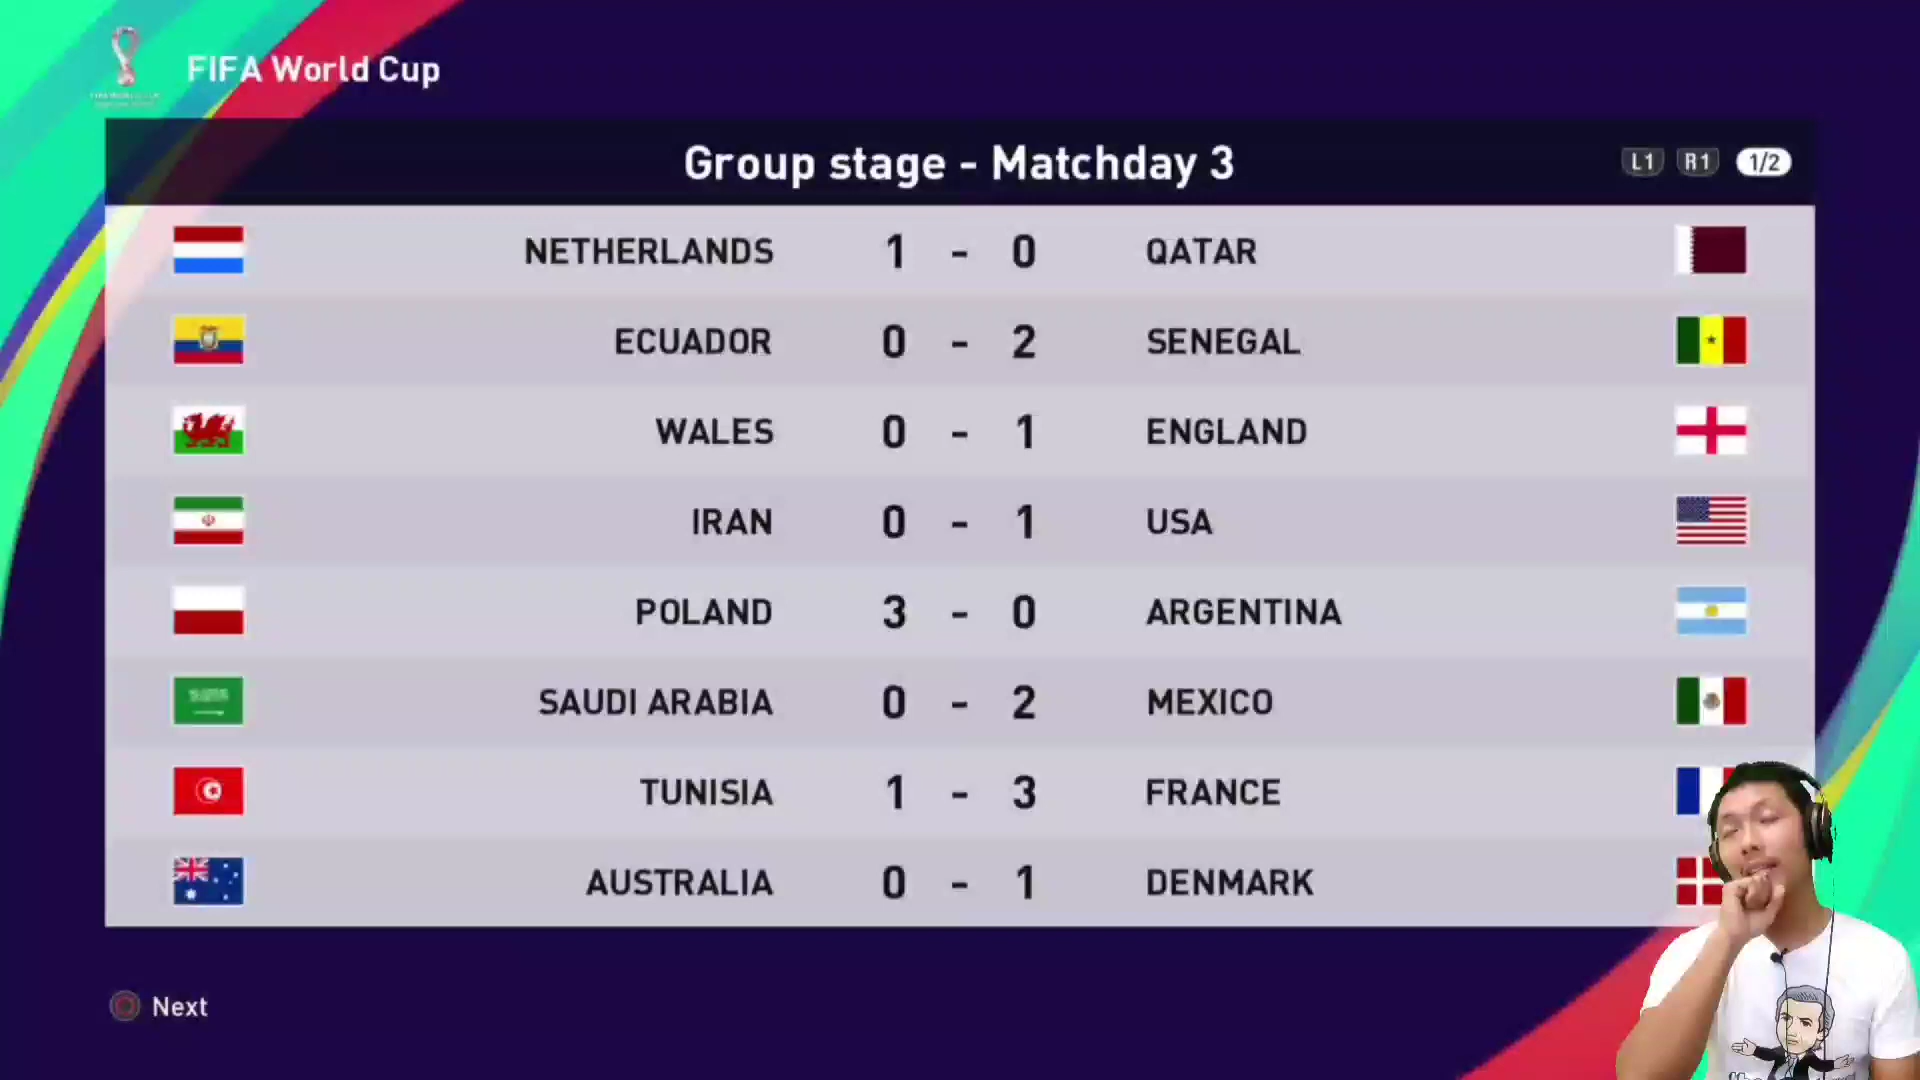 FIFA World Cup
Group stage - Matchday 3
L1 R1 1/2
NETHERLANDS 1 - 0 QATAR
ECUADOR 0 - 2 SENEGAL
WALES 0 - 1 ENGLAND
IRAN 0 - 1 USA
POLAND 3 - 0 ARGENTINA
SAUDI ARABIA 0 - 2 MEXICO
TUNISIA 1 - 3 FRANCE
AUSTRALIA 0 - 1 DENMARK
Next